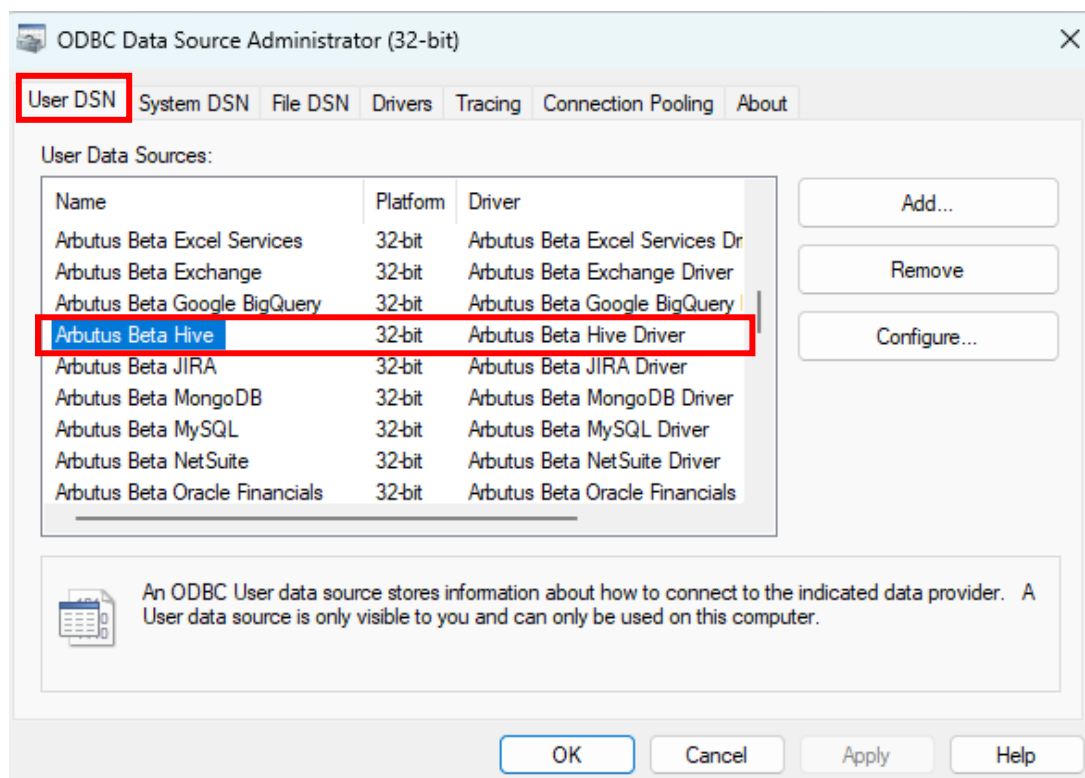 ODBC Data Source Administrator (32-bit)
User DSN System DSN File DSN Drivers Tracing Connection Pooling About
User Data Sources:
Name Platform Driver
Arbutus Beta Excel Services 32-bit Arbutus Beta Excel Services Dr
Arbutus Beta Exchange 32-bit Arbutus Beta Exchange Driver
Arbutus Beta Google BigQuery 32-bit Arbutus Beta Google BigQuery
Arbutus Beta Hive 32-bit Arbutus Beta Hive Driver
Arbutus Beta JIRA 32-bit Arbutus Beta JIRA Driver
Arbutus Beta MongoDB 32-bit Arbutus Beta MongoDB Driver
Arbutus Beta MySQL 32-bit Arbutus Beta MySQL Driver
Arbutus Beta NetSuite 32-bit Arbutus Beta NetSuite Driver
Arbutus Beta Oracle Financials 32-bit Arbutus Beta Oracle Financials
Add...
Remove
Configure...
An ODBC User data source stores information about how to connect to the indicated data provider. A
User data source is only visible to you and can only be used on this computer.
OK Cancel Apply Help